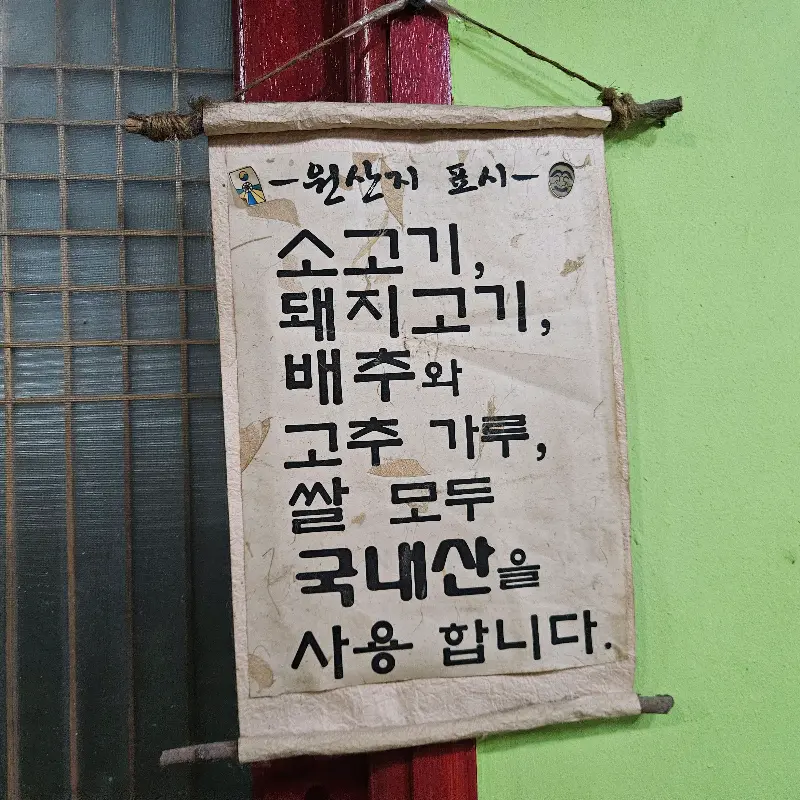 -원산지 표시-
소고기,
돼지고기,
배추와
고추 가루,
쌀 모두
국내산을
사용 합니다.